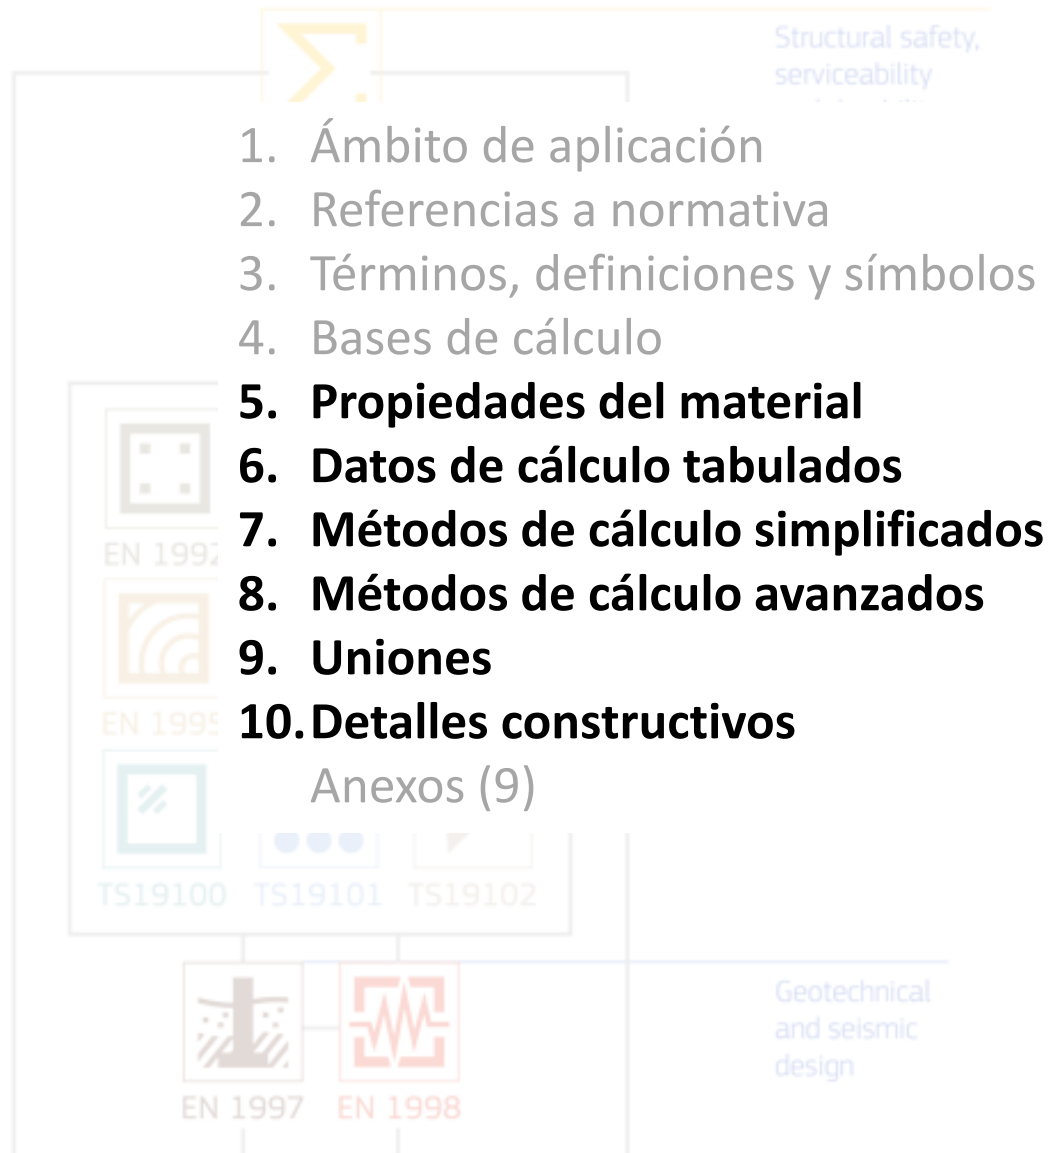 Structural safety,
serviceability
1. Ámbito de aplicación
2. Referencias a normativa
3. Términos, definiciones y símbolos
4. Bases de cálculo
5. Propiedades del material
6. Datos de cálculo tabulados
7. Métodos de cálculo simplificados
8. Métodos de cálculo avanzados
9. Uniones
10. Detalles constructivos
Anexos (9)
EN 1992
EN 1995
TS19100 TS19101 TS19102
Geotechnical
and seismic
design
EN 1997 EN 1998